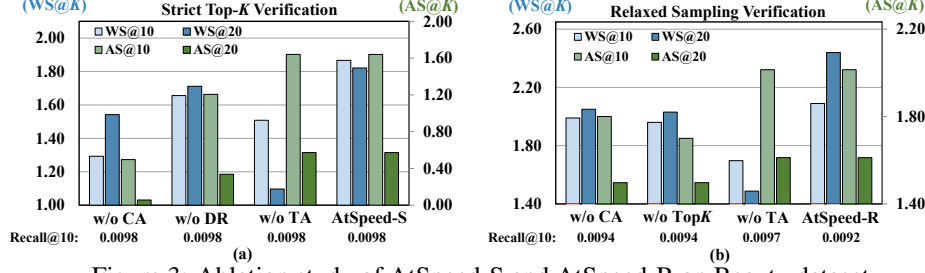 (WS@K) Strict Top-K Verification (AS@K)
WS@10 WS@20
AS@10 AS@20
2.00
1.80
1.60
1.40
1.20
1.00
2.00
1.60
1.20
0.80
0.40
0.00
w/o CA w/o DR w/o TA AtSpeed-S
Recall@10: 0.0098 0.0098 0.0098 0.0098
(a)
(WS@K) Relaxed Sampling Verification (AS@K)
WS@10 WS@20
AS@10 AS@20
2.60
2.20
1.80
1.40
2.20
1.80
1.40
w/o CA w/o TopK w/o TA AtSpeed-R
Recall@10: 0.0094 0.0094 0.0097 0.0092
(b)